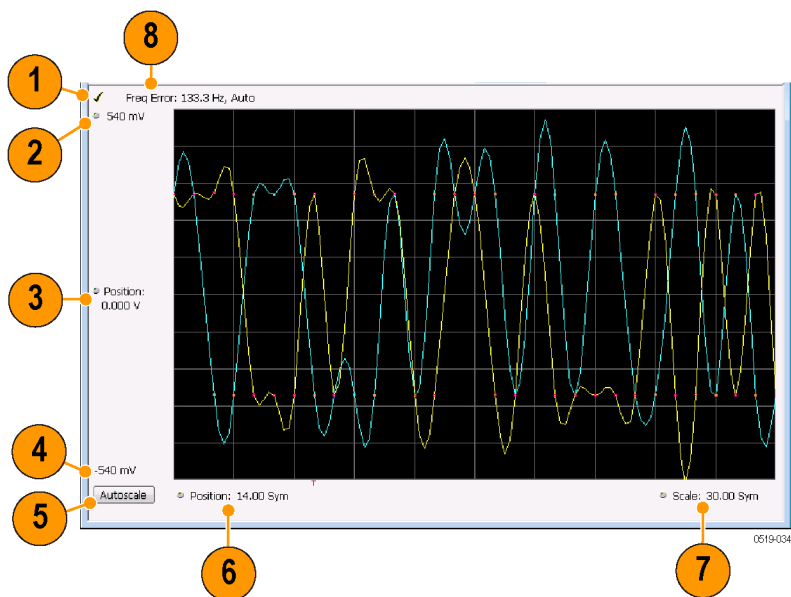 8
1
Freq Error: 133.3 Hz, Auto
540 mV
2
3
Position:
0.000 V
4
-540 mV
Autoscale
Position: 14.00 Sym
Scale: 30.00 Sym
T
5
6
7
0519-034